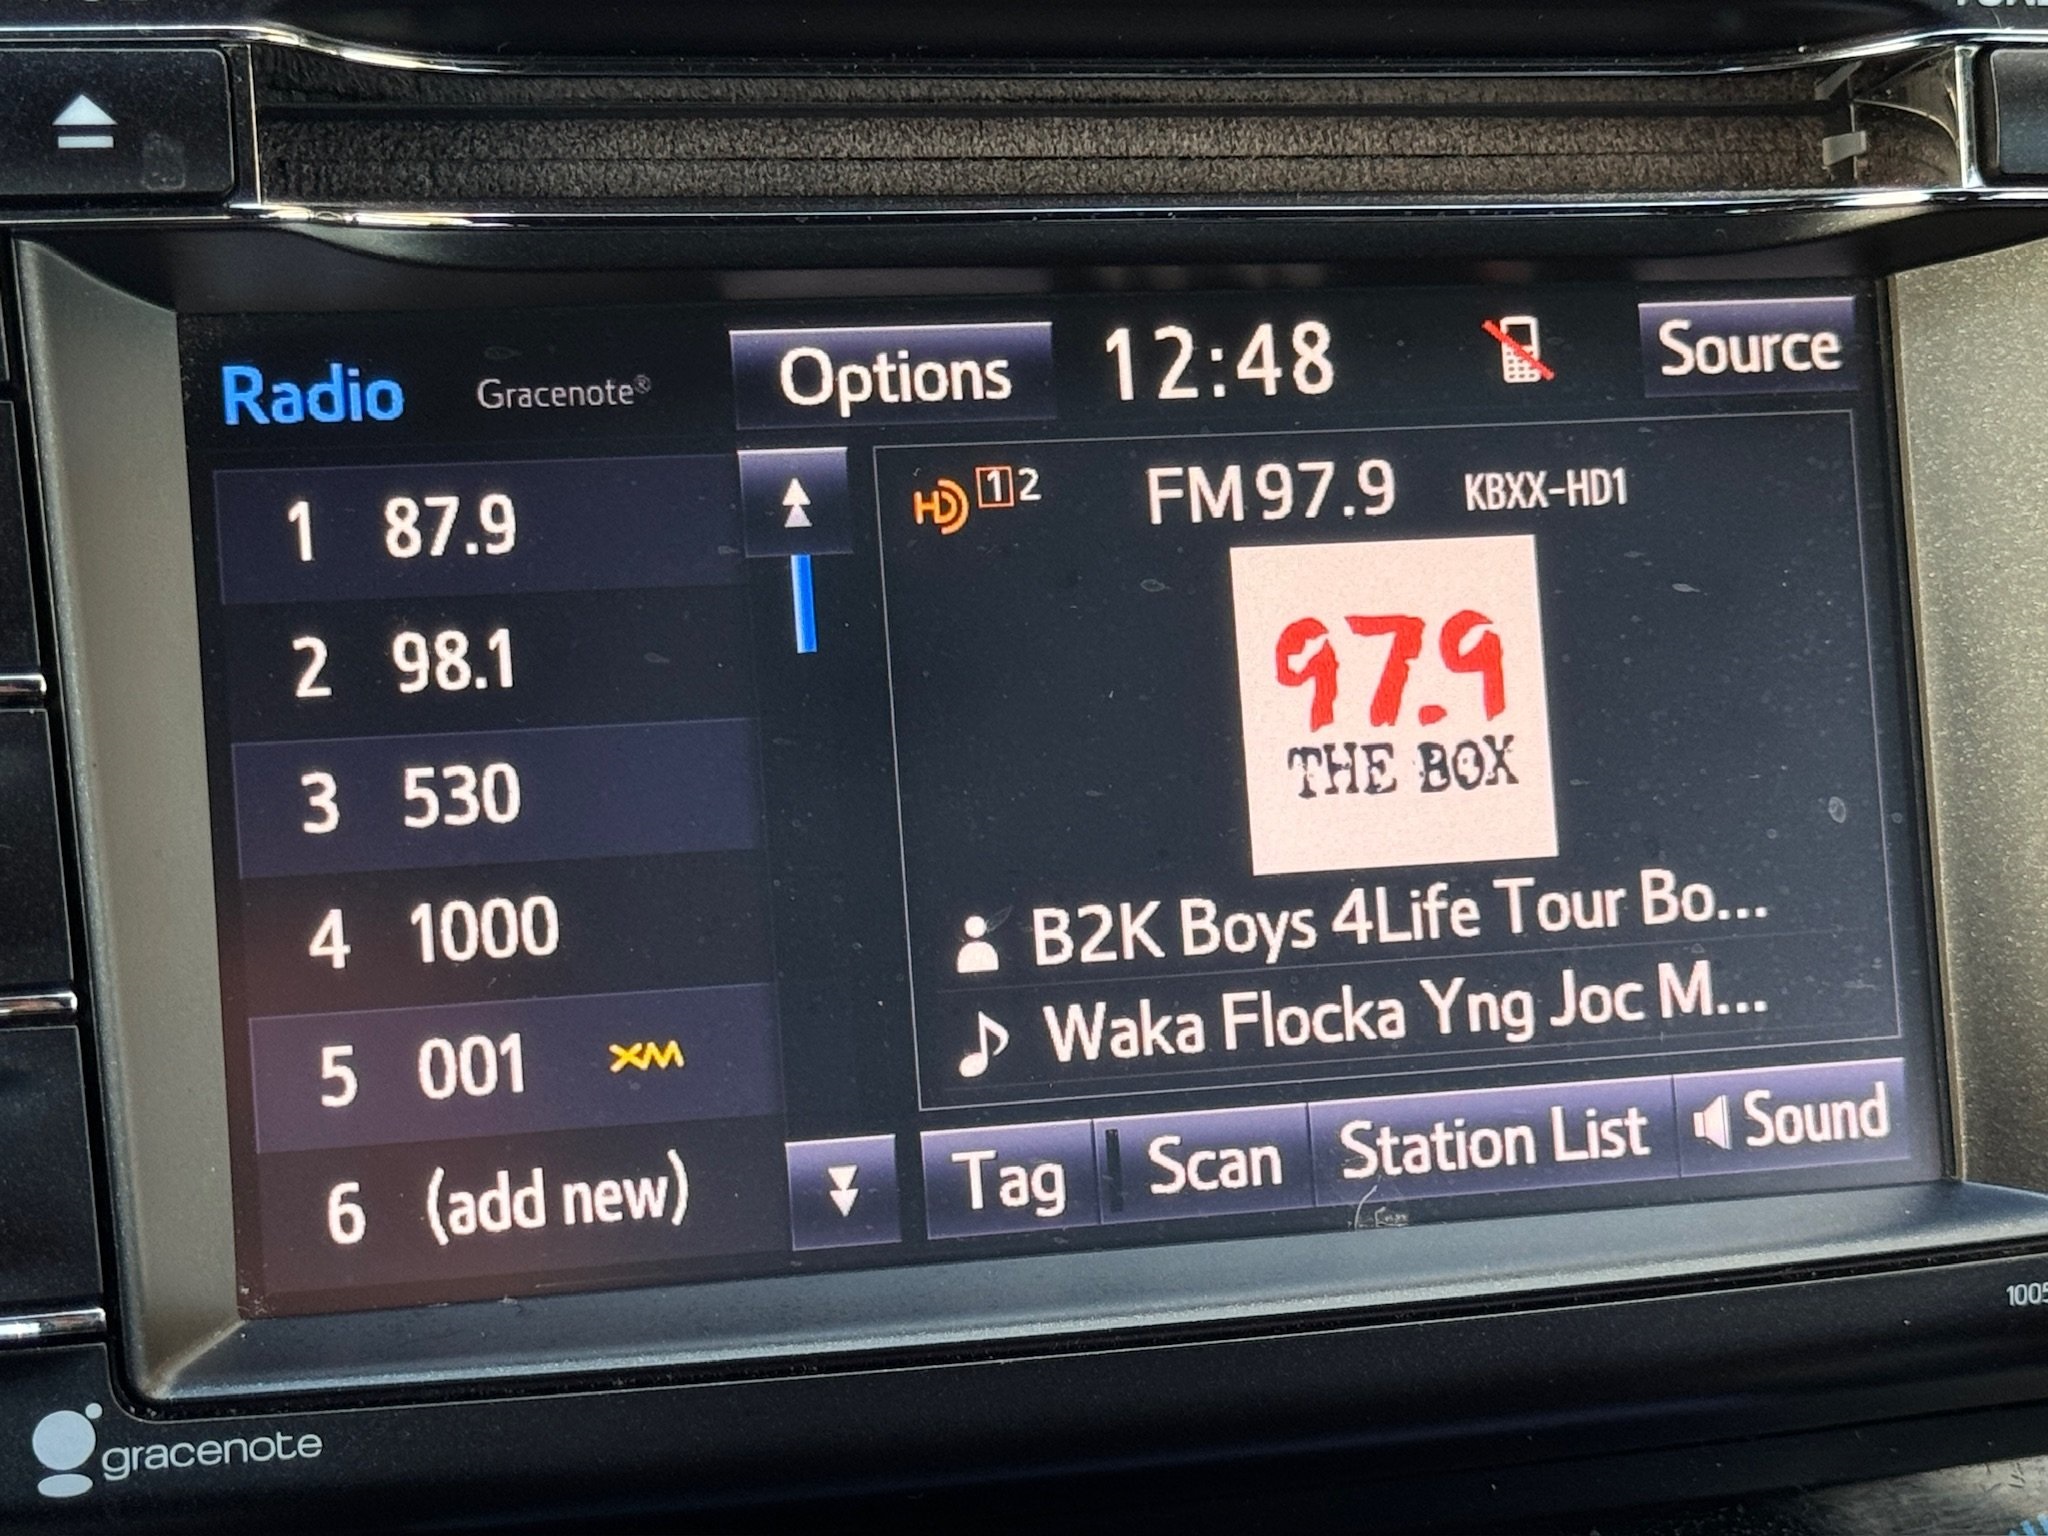 Radio Gracenote® Options 12:48 Source
1 87.9
2 98.1
3 530
4 1000
5 001 XM
6 (add new)
HD 1 2 FM 97.9 KBXX-HD1
97.9
THE BOX
B2K Boys 4Life Tour Bo...
Waka Flocka Yng Joc M...
Tag Scan Station List Sound
gracenote